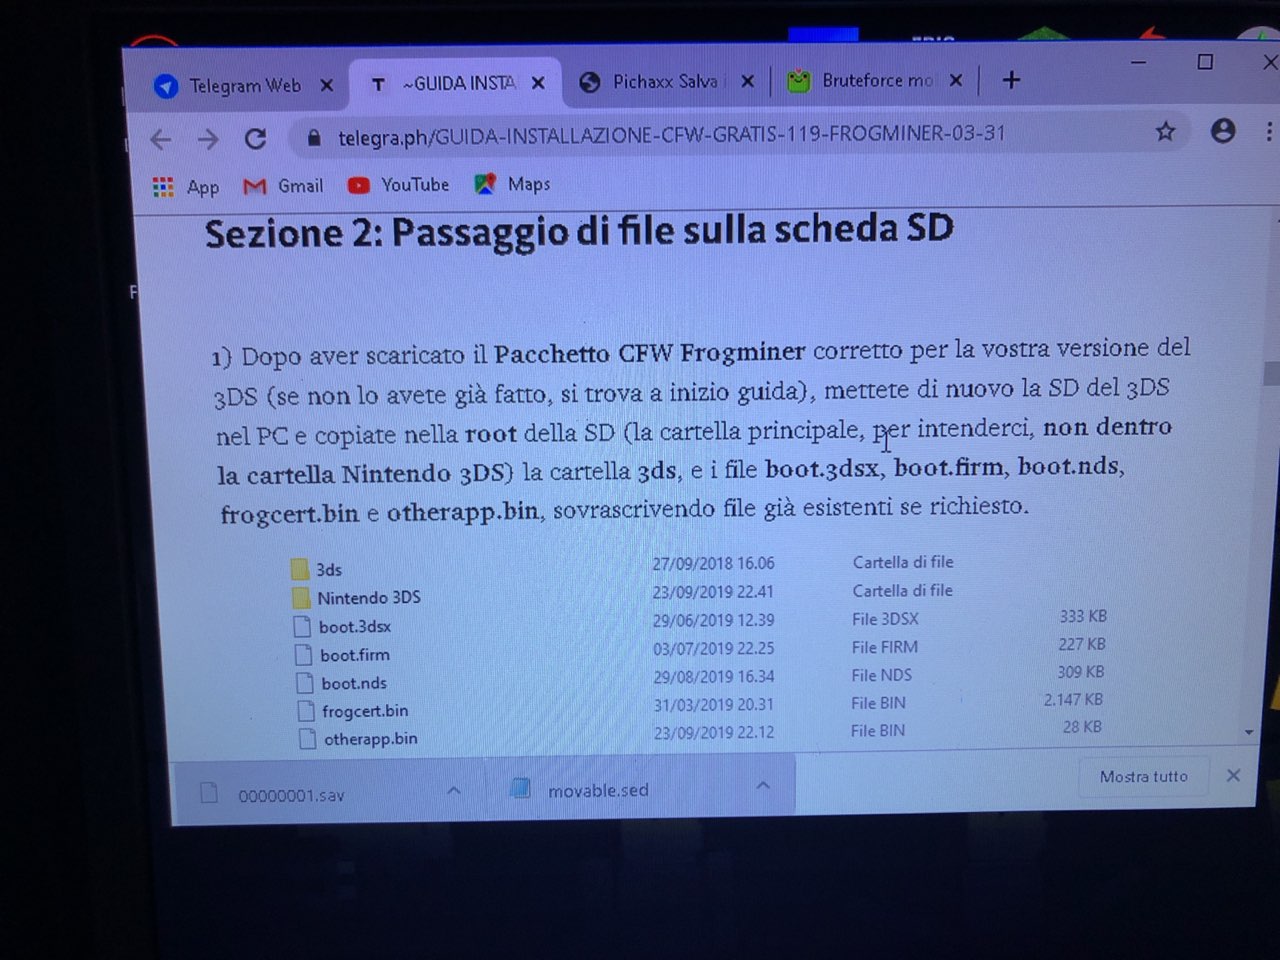 Telegram Web
T ~GUIDA INSTA
Pichaxx Salva
Bruteforce mo
telegra.ph/GUIDA-INSTALLAZIONE-CFW-GRATIS-119-FROGMINER-03-31
App
Gmail
YouTube
Maps
Sezione 2: Passaggio di file sulla scheda SD
1) Dopo aver scaricato il Pacchetto CFW Frogminer corretto per la vostra versione del
3DS (se non lo avete già fatto, si trova a inizio guida), mettete di nuovo la SD del 3DS
nel PC e copiate nella root della SD (la cartella principale, per intenderci, non dentro
la cartella Nintendo 3DS) la cartella 3ds, e i file boot.3dsx, boot.firm, boot.nds,
frogcert.bin e otherapp.bin, sovrascrivendo file già esistenti se richiesto.
3ds 27/09/2018 16.06 Cartella di file
Nintendo 3DS 23/09/2019 22.41 Cartella di file
boot.3dsx 29/06/2019 12.39 File 3DSX 333 KB
boot.firm 03/07/2019 22.25 File FIRM 227 KB
boot.nds 29/08/2019 16.34 File NDS 309 KB
frogcert.bin 31/03/2019 20.31 File BIN 2.147 KB
otherapp.bin 23/09/2019 22.12 File BIN 28 KB
00000001.sav
movable.sed
Mostra tutto